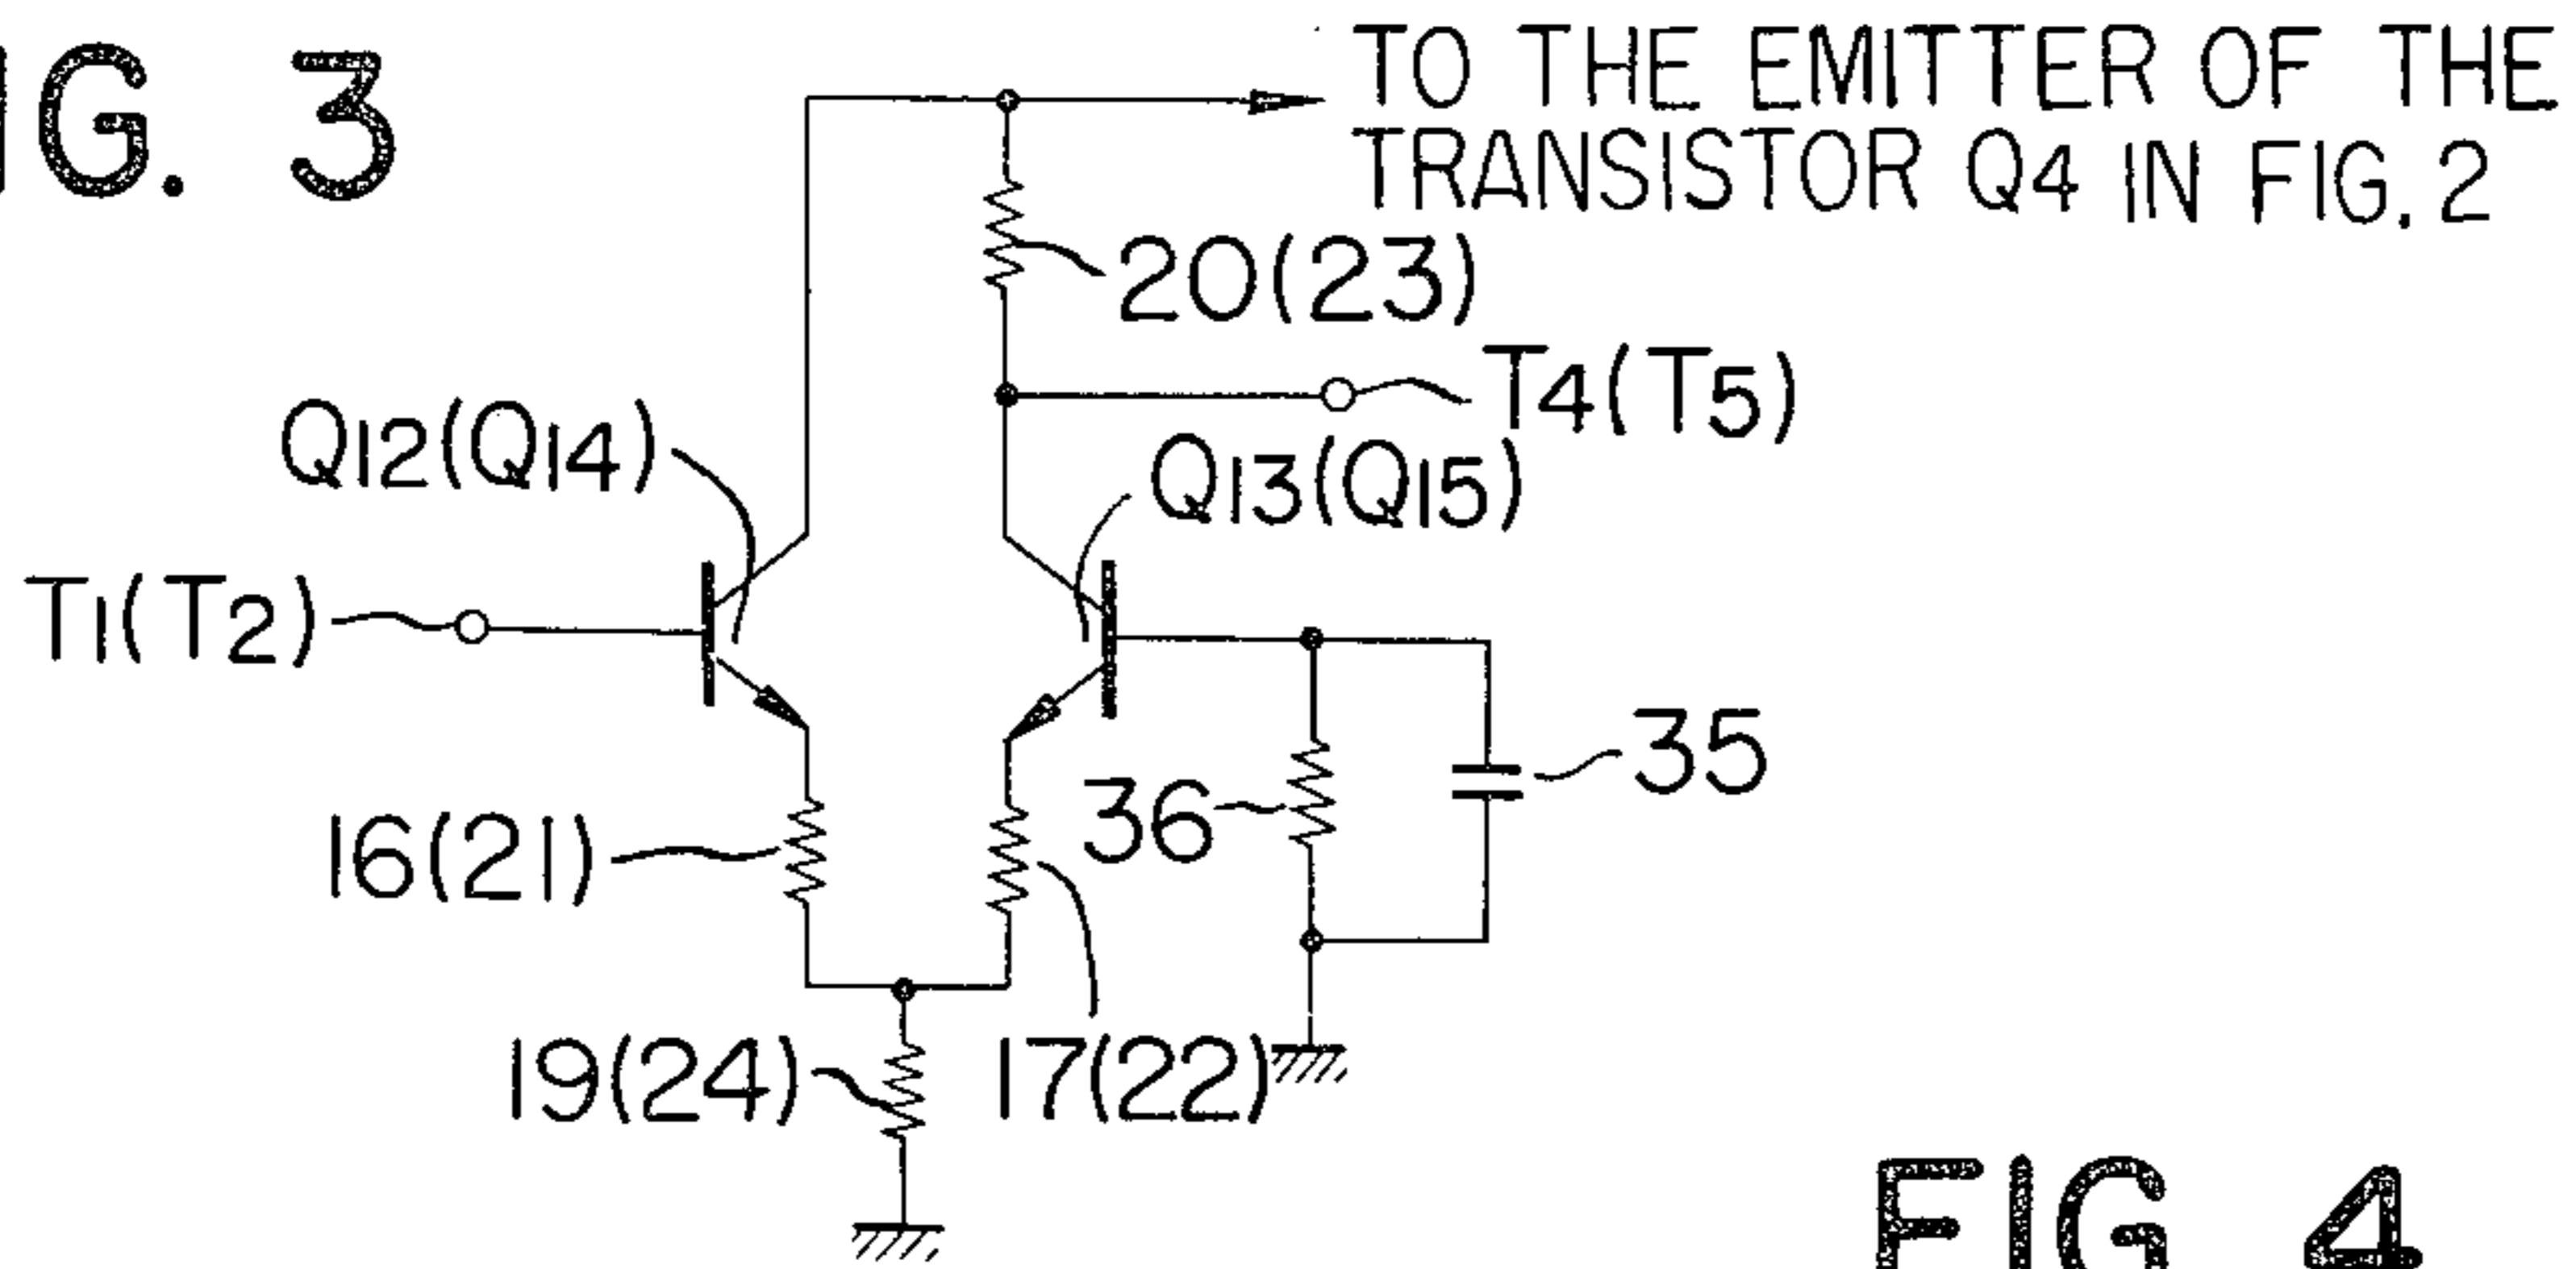 IG. 3
TO THE EMITTER OF THE
TRANSISTOR Q4 IN FIG. 2
20(23)
T4(T5)
Q12(Q14)
Q13(Q15)
T1(T2)
35
36
16(21)
19(24)
17(22)
FIG 4